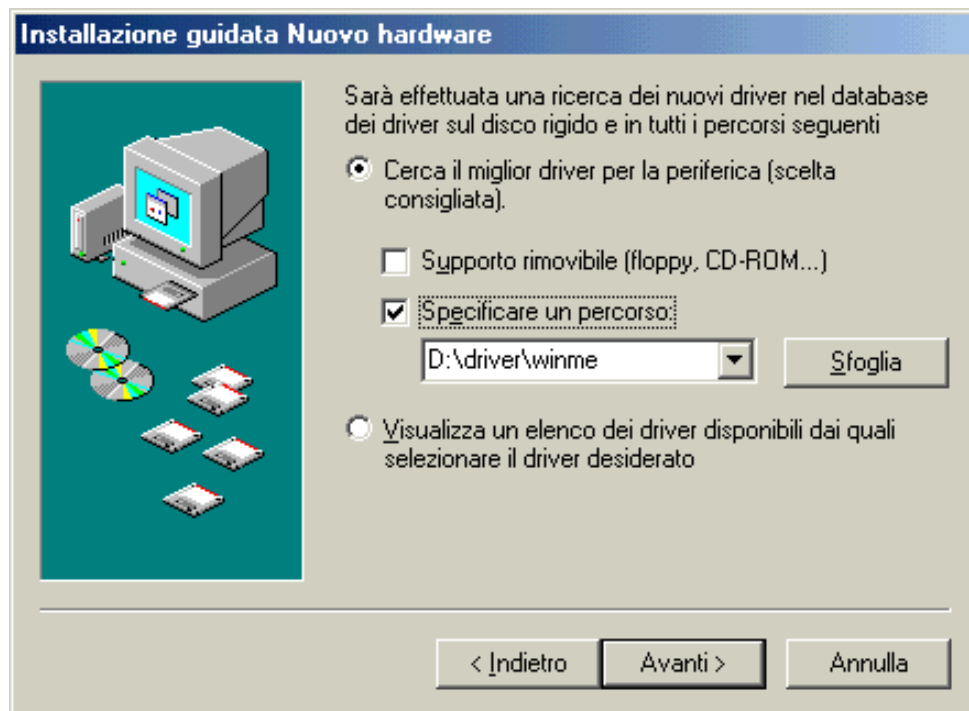 Installazione guidata Nuovo hardware
Sarà effettuata una ricerca dei nuovi driver nel database
dei driver sul disco rigido e in tutti i percorsi seguenti
Cerca il miglior driver per la periferica (scelta
consigliata).
Supporto rimovibile (floppy, CD-ROM...)
Specificare un percorso:
D:\driver\winme
Sfoglia
Visualizza un elenco dei driver disponibili dai quali
selezionare il driver desiderato
< Indietro
Avanti >
Annulla